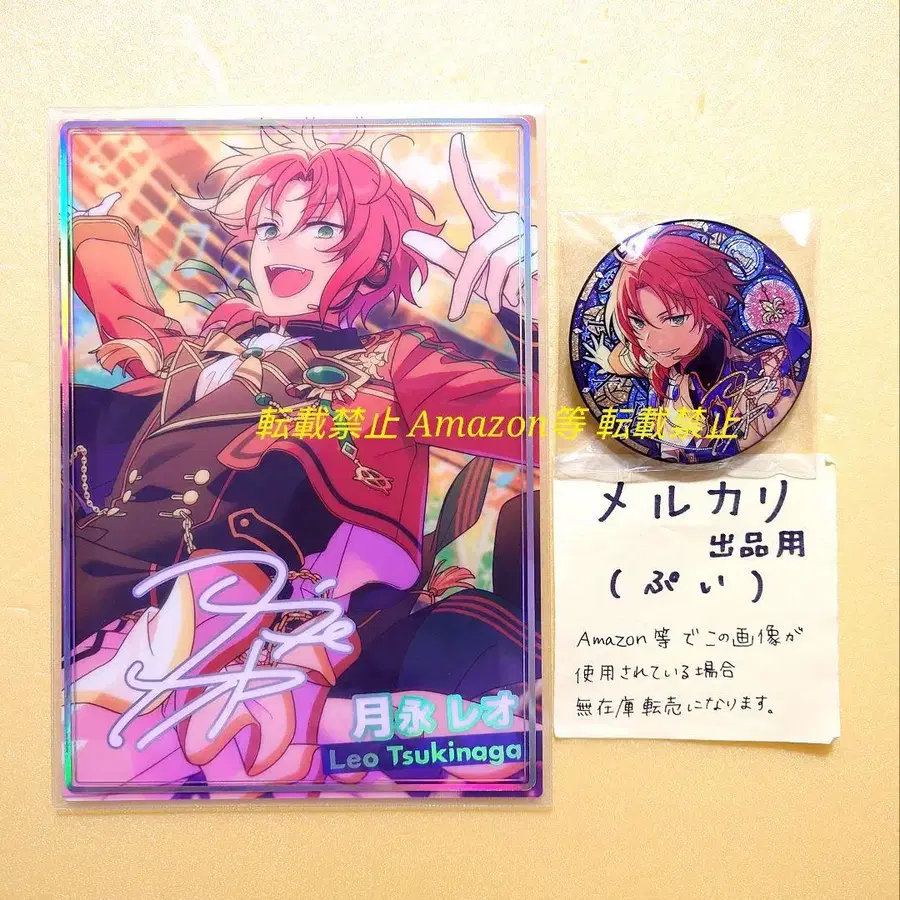 転載禁止 Amazon等 転載禁止
月永 レオ
Leo Tsukinaga
メルカリ
出品用
(ぷぃ)
Amazon等でこの画像が
使用されている場合
無在庫転売になります。